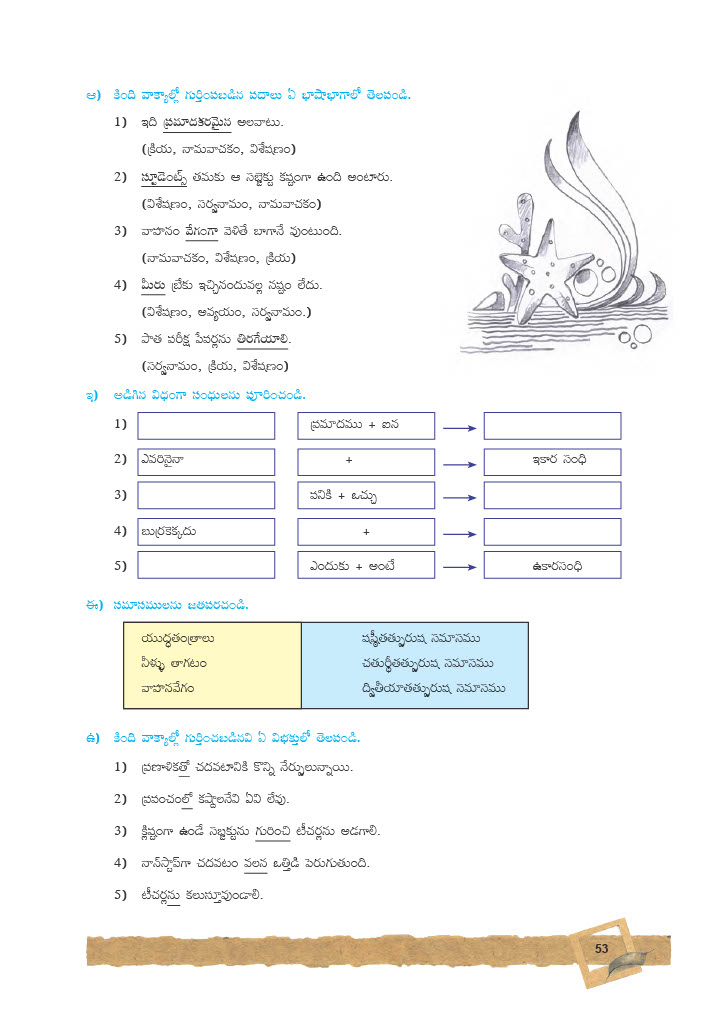 ఆ) కింది వాక్యాల్లో గుర్తింపబడిన పదాలు ఏ భాషాభాగాలో తెలపండి.
1) ఇది ప్రమాదకరమైన అలవాటు.
(క్రియ, నామవాచకం, విశేషణం)
2) స్టూడెంట్స్ తమకు ఆ సబ్జెక్టు కష్టంగా ఉంది అంటారు.
(విశేషణం, సర్వనామం, నామవాచకం)
3) వాహనం వేగంగా వెళితే బాగానే వుంటుంది.
(నామవాచకం, విశేషణం, క్రియ)
4) మీరు బ్రేకు ఇచ్చినందువల్ల నష్టం లేదు.
(విశేషణం, అవ్యయం, సర్వనామం.)
5) పాత పరీక్ష పేపర్లను తిరగేయాలి.
(సర్వనామం, క్రియ, విశేషణం)
ఇ) అడిగిన విధంగా సంధులను పూరించండి.
1) ప్రమాదము + ఐన
2) ఎవరినైనా + ఇకార సంధి
3) పనికి + ఒచ్చు
4) బుర్రకెక్కదు +
5) ఎందుకు + అంటే ఉకారసంధి
ఈ) సమాసములను జతపరచండి.
యుద్ధతంత్రాలు షష్ఠీతత్పురుష సమాసము
నీళ్ళు తాగటం చతుర్థీతత్పురుష సమాసము
వాహనవేగం ద్వితీయాతత్పురుష సమాసము
ఉ) కింది వాక్యాల్లో గుర్తించబడినవి ఏ విభక్తులో తెలపండి.
1) ప్రణాళికతో చదవటానికి కొన్ని నేర్పులున్నాయి.
2) ప్రపంచంలో కష్టాలనేవి ఏవి లేవు.
3) క్లిష్టంగా ఉండే సబ్జక్టును గురించి టీచర్లను అడగాలి.
4) నాన్‌స్టాప్‌గా చదవటం వలన ఒత్తిడి పెరుగుతుంది.
5) టీచర్లను కలుస్తూవుండాలి.
53